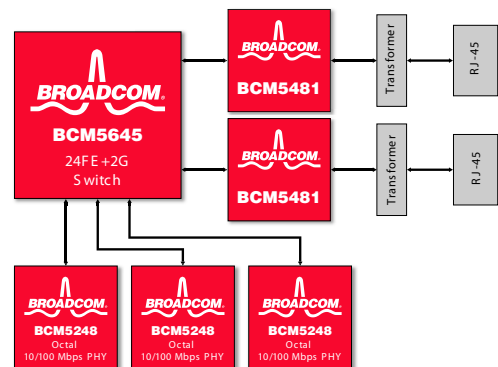 BROADCOM®
BCM5645
24FE+2G
Switch
BROADCOM®
BCM5481
Transformer
RJ-45
BROADCOM®
BCM5481
Transformer
RJ-45
BROADCOM®
BCM5248
Octal
10/100 Mbps PHY
BROADCOM®
BCM5248
Octal
10/100 Mbps PHY
BROADCOM®
BCM5248
Octal
10/100 Mbps PHY